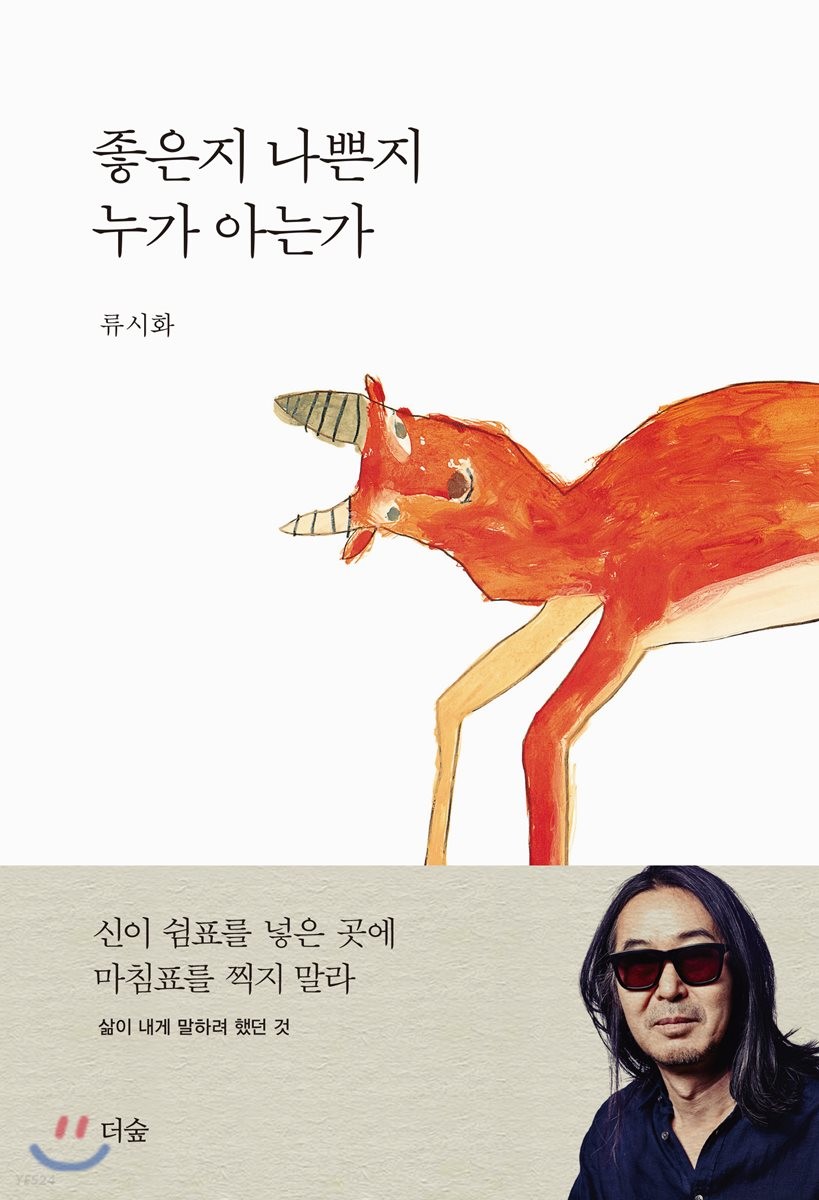 좋은지 나쁜지
누가 아는가
류시화
신이 쉼표를 넣은 곳에
마침표를 찍지 말라
삶이 내게 말하려 했던 것
더숲
YES24